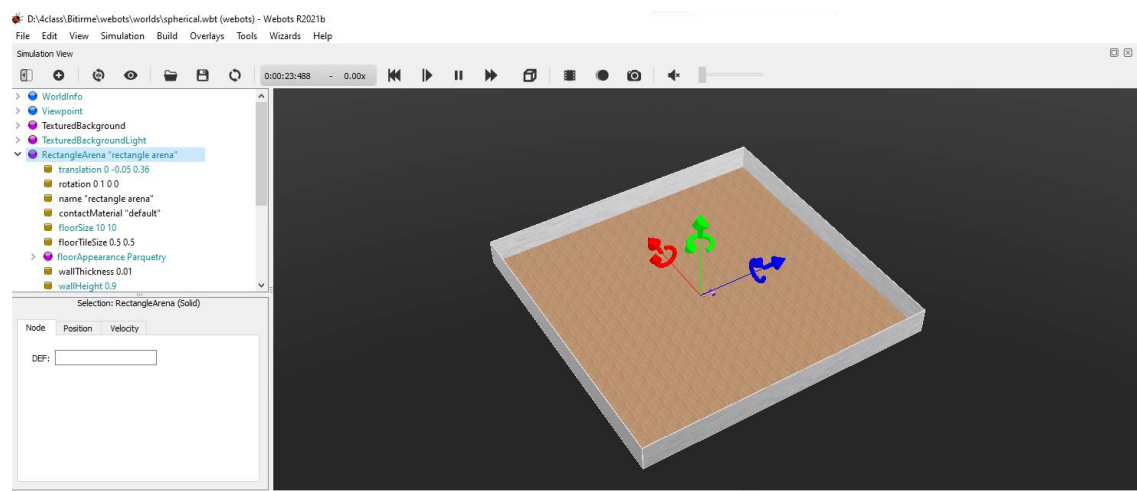 D:\4class\Bitirme\webots\worlds\spherical.wbt (webots) - Webots R2021b
File Edit View Simulation Build Overlays Tools Wizards Help
Simulation View
0:00:23:488 - 0.00x
WorldInfo
Viewpoint
TexturedBackground
TexturedBackgroundLight
RectangleArena "rectangle arena"
translation 0 -0.05 0.36
rotation 0 1 0 0
name "rectangle arena"
contactMaterial "default"
floorSize 10 10
floorTileSize 0.5 0.5
floorAppearance Parquetry
wallThickness 0.01
wallHeight 0.9
Selection: RectangleArena (Solid)
Node Position Velocity
DEF: